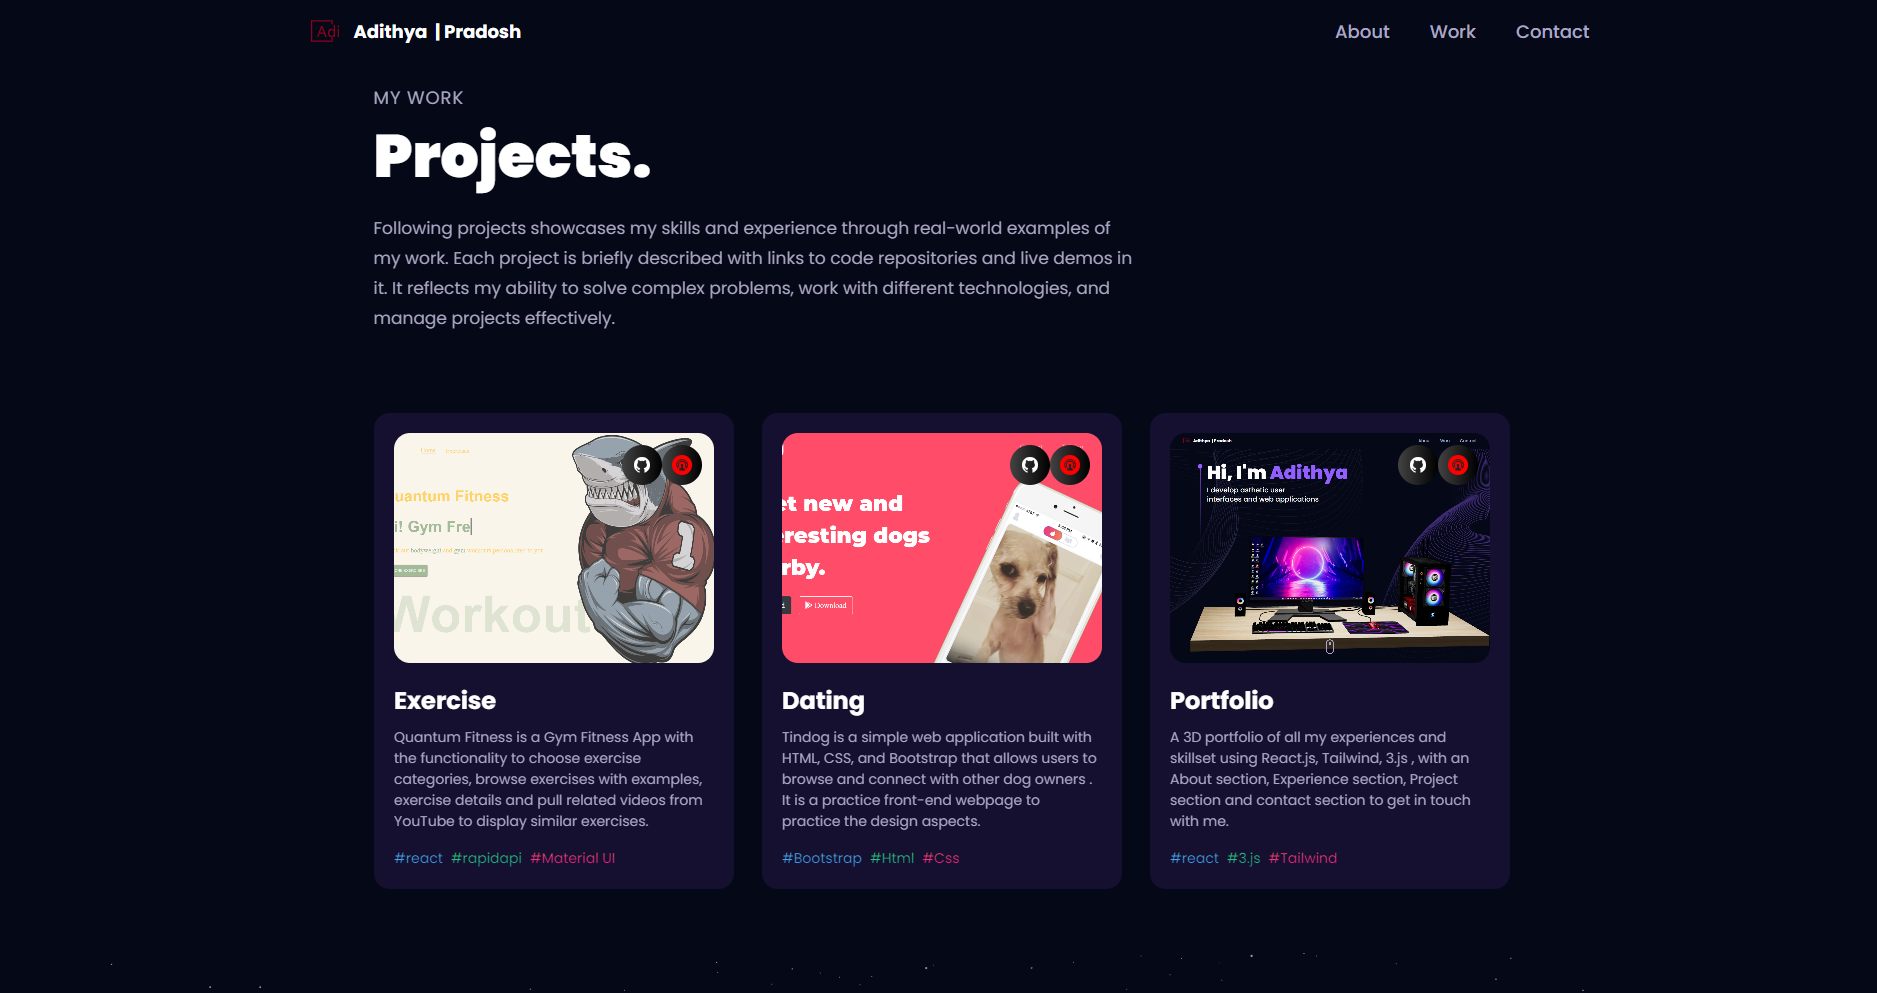 Adi Adithya | Pradosh About Work Contact
MY WORK
Projects.
Following projects showcases my skills and experience through real-world examples of
my work. Each project is briefly described with links to code repositories and live demos in
it. It reflects my ability to solve complex problems, work with different technologies, and
manage projects effectively.
Home
uantum Fitness
i! Gym Fre
Workout
et new and
eresting dogs
rby.
Download
Adithya | Pradosh
About Work Contact
Hi, I'm Adithya
I develop asthetic user
interfaces and web applications
Exercise
Quantum Fitness is a Gym Fitness App with
the functionality to choose exercise
categories, browse exercises with examples,
exercise details and pull related videos from
YouTube to display similar exercises.
#react #rapidapi #Material UI
Dating
Tindog is a simple web application built with
HTML, CSS, and Bootstrap that allows users to
browse and connect with other dog owners .
It is a practice front-end webpage to
practice the design aspects.
#Bootstrap #Html #Css
Portfolio
A 3D portfolio of all my experiences and
skillset using React.js, Tailwind, 3.js , with an
About section, Experience section, Project
section and contact section to get in touch
with me.
#react #3.js #Tailwind